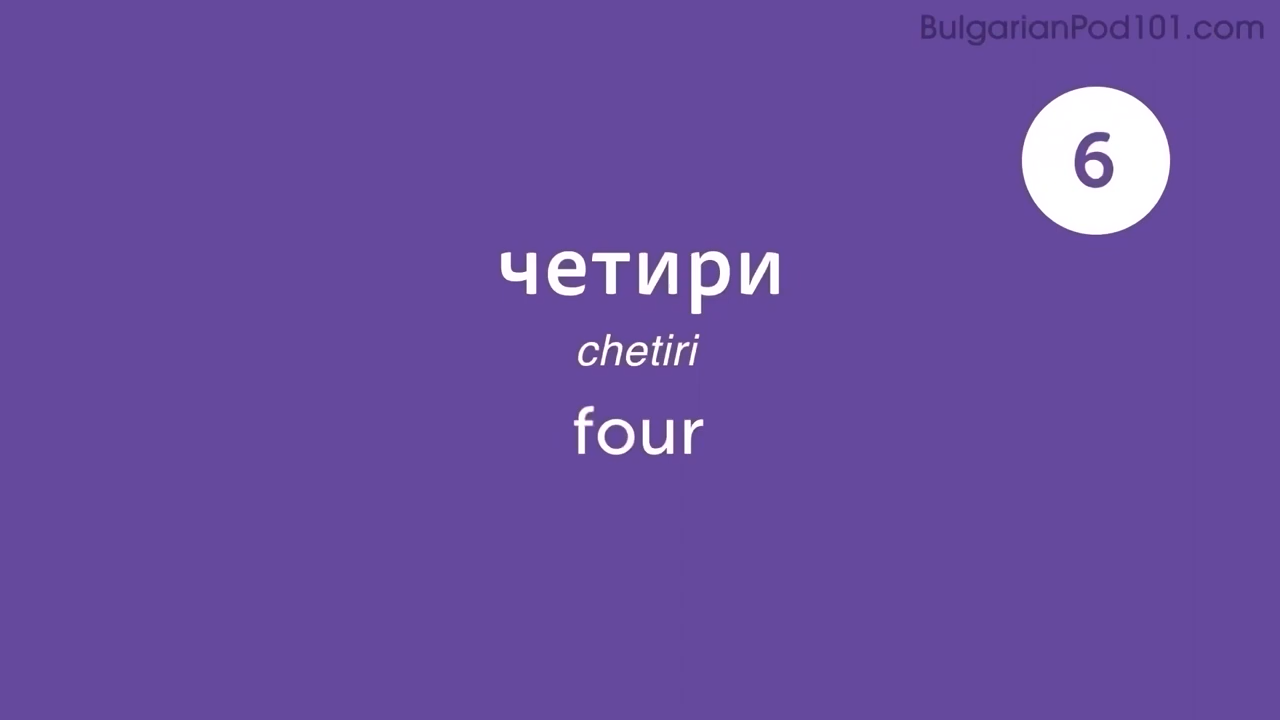 BulgarianPod101.com
6
четири
chetiri
four